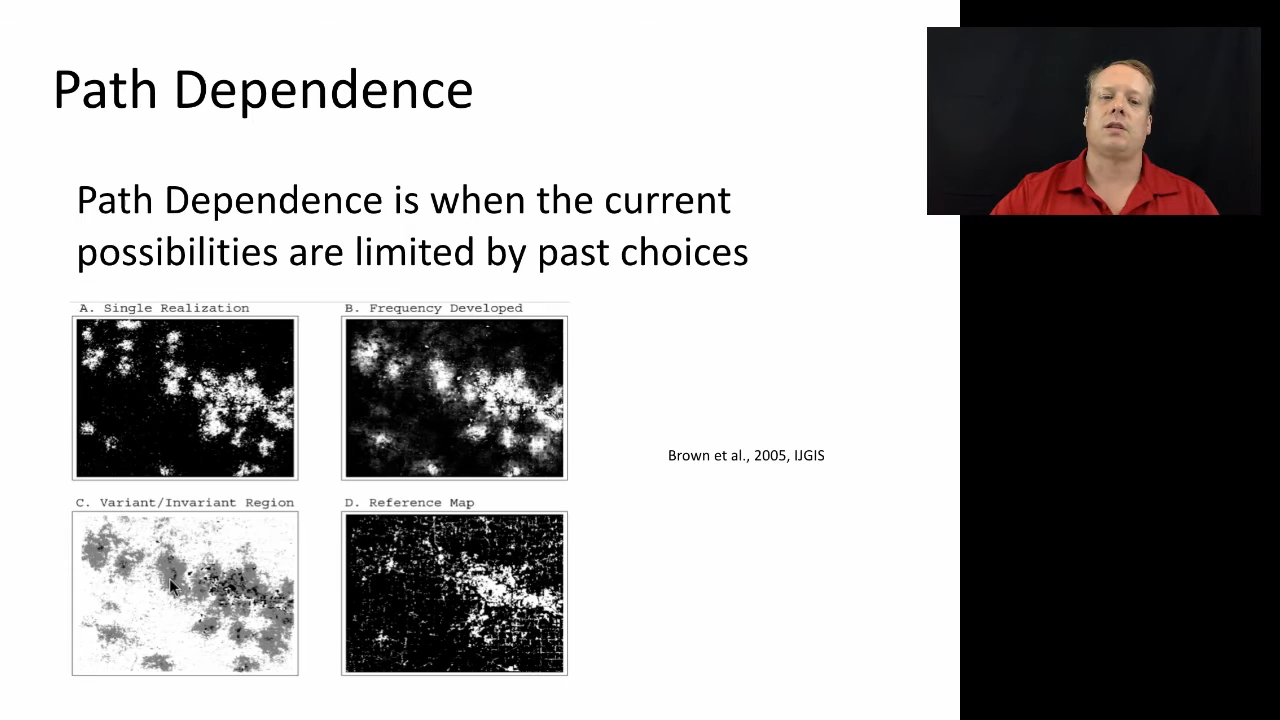 Path Dependence
Path Dependence is when the current
possibilities are limited by past choices
A. Single Realization
B. Frequency Developed
Brown et al., 2005, IJGIS
C. Variant/Invariant Region
D. Reference Map